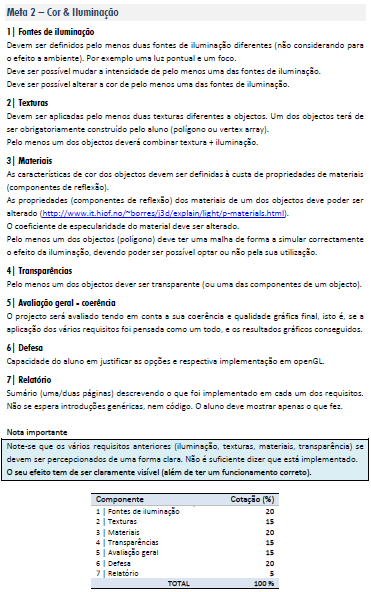 Meta 2 – Cor & Iluminação
1| Fontes de iluminação
Devem ser definidos pelo menos duas fontes de iluminação diferentes (não considerando para
o efeito a ambiente). Por exemplo uma luz pontual e um foco.
Deve ser possível mudar a intensidade de pelo menos uma das fontes de iluminação.
Deve ser possível alterar a cor de pelo menos uma das fontes de iluminação.
2| Texturas
Devem ser aplicadas pelo menos duas texturas diferentes a objectos. Um dos objectos terá de
ser obrigatoriamente construído pelo aluno (polígono ou vertex array).
Pelo menos um dos objectos deverá combinar textura + iluminação.
3| Materiais
As características de cor dos objectos devem ser definidas à custa de propriedades de materiais
(componentes de reflexão).
As propriedades (componentes de reflexão) dos materiais de um dos objectos deve poder ser
alterado (http://www.it.hiof.no/~borres/j3d/explain/light/p-materials.html).
O coeficiente de especularidade do material deve ser alterado.
Pelo menos um dos objectos (polígono) deve ter uma malha de forma a simular correctamente
o efeito da iluminação, devendo poder ser possível optar ou não pela sua utilização.
4| Transparências
Pelo menos um dos objectos dever ser transparente (ou uma das componentes de um objecto).
5| Avaliação geral - coerência
O projecto será avaliado tendo em conta a sua coerência e qualidade gráfica final, isto é, se a
aplicação dos vários requisitos foi pensada como um todo, e os resultados gráficos conseguidos.
6| Defesa
Capacidade do aluno em justificar as opções e respectiva implementação em openGL.
7| Relatório
Sumário (uma/duas páginas) descrevendo o que foi implementado em cada um dos requisitos.
Não se espera introduções genéricas, nem código. O aluno deve mostrar apenas o que fez.
Nota importante
Note-se que os vários requisitos anteriores (iluminação, texturas, materiais, transparência) se
devem ser percepcionados de uma forma clara. Não é suficiente dizer que está implementado.
O seu efeito tem de ser claramente visível (além de ter um funcionamento correto).
Componente Cotação (%)
1 | Fontes de iluminação 20
2 | Texturas 15
3 | Materiais 20
4 | Transparências 15
5 | Avaliação geral 15
6 | Defesa 20
7 | Relatório 5
TOTAL 100 %